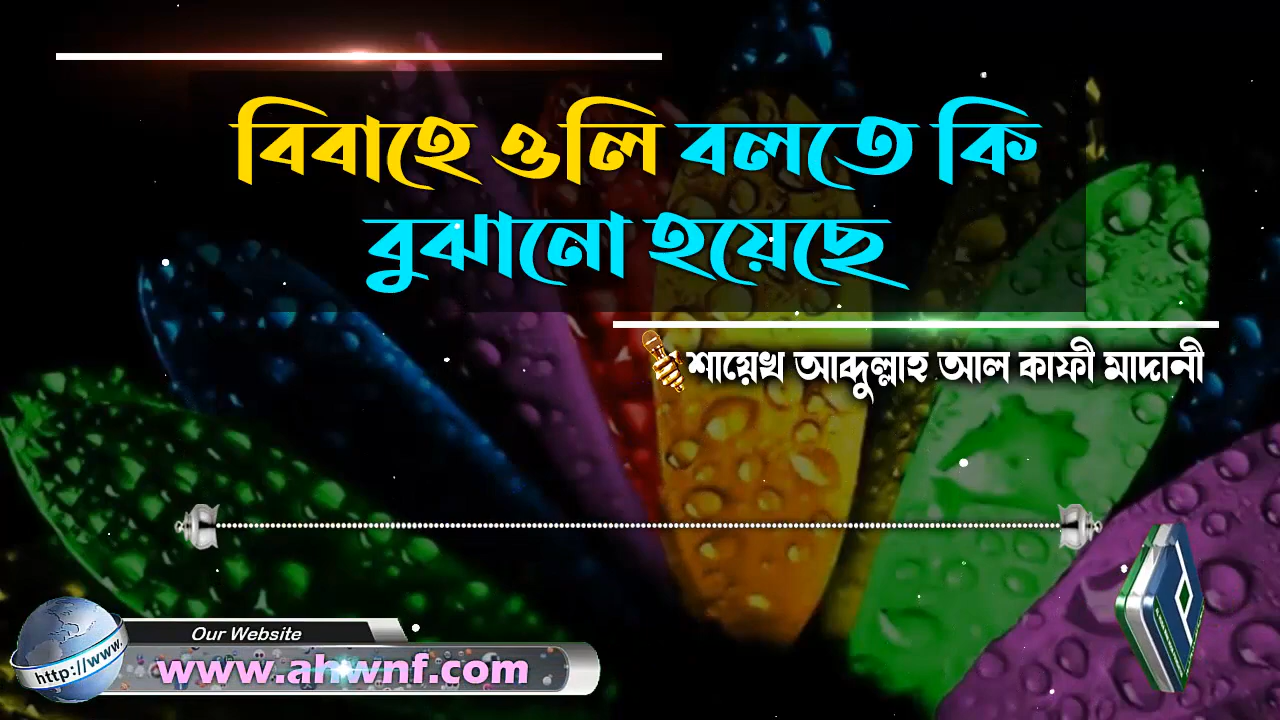 বিবাহে ওলি বলতে কি
বুঝানো হয়েছে
শায়েখ আব্দুল্লাহ আল কাফী মাদানী
Our Website
http://www.
www.ahwnf.com